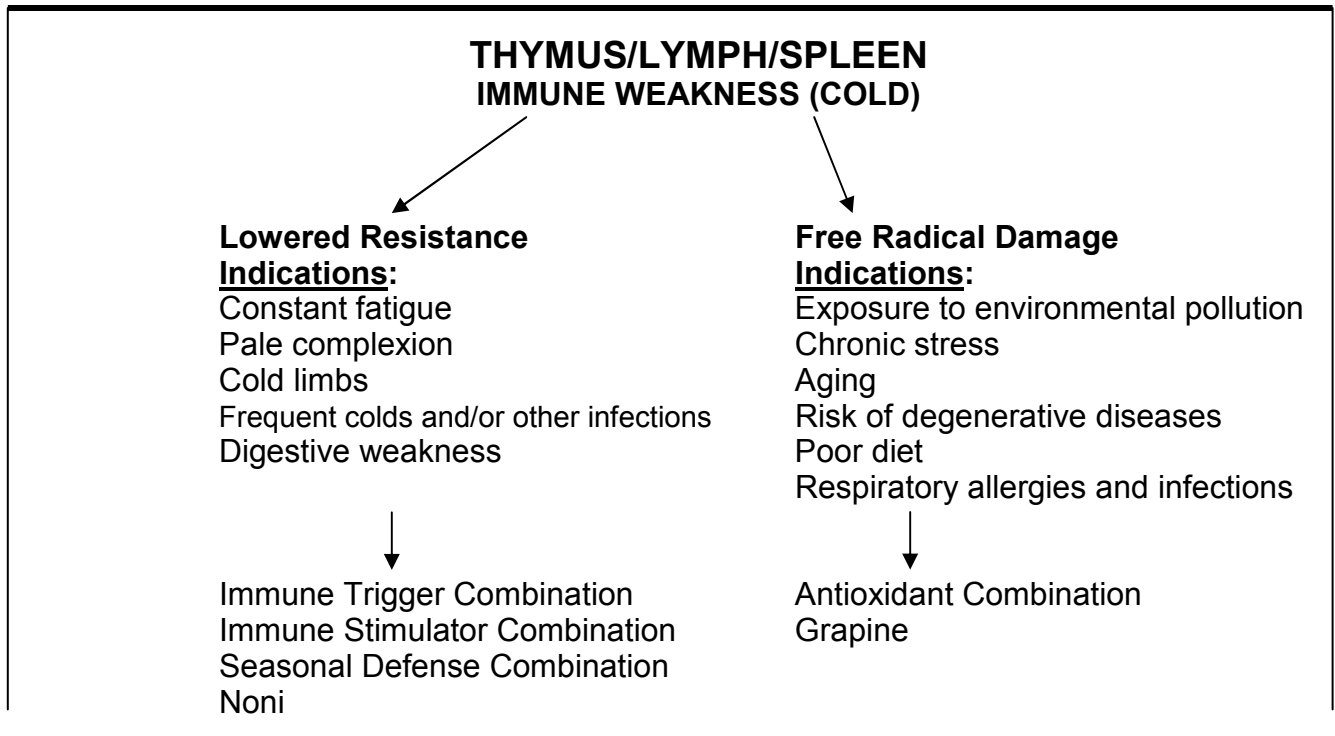 THYMUS/LYMPH/SPLEEN
IMMUNE WEAKNESS (COLD)
Lowered Resistance
Indications:
Constant fatigue
Pale complexion
Cold limbs
Frequent colds and/or other infections
Digestive weakness
Immune Trigger Combination
Immune Stimulator Combination
Seasonal Defense Combination
Noni
Free Radical Damage
Indications:
Exposure to environmental pollution
Chronic stress
Aging
Risk of degenerative diseases
Poor diet
Respiratory allergies and infections
Antioxidant Combination
Grapine